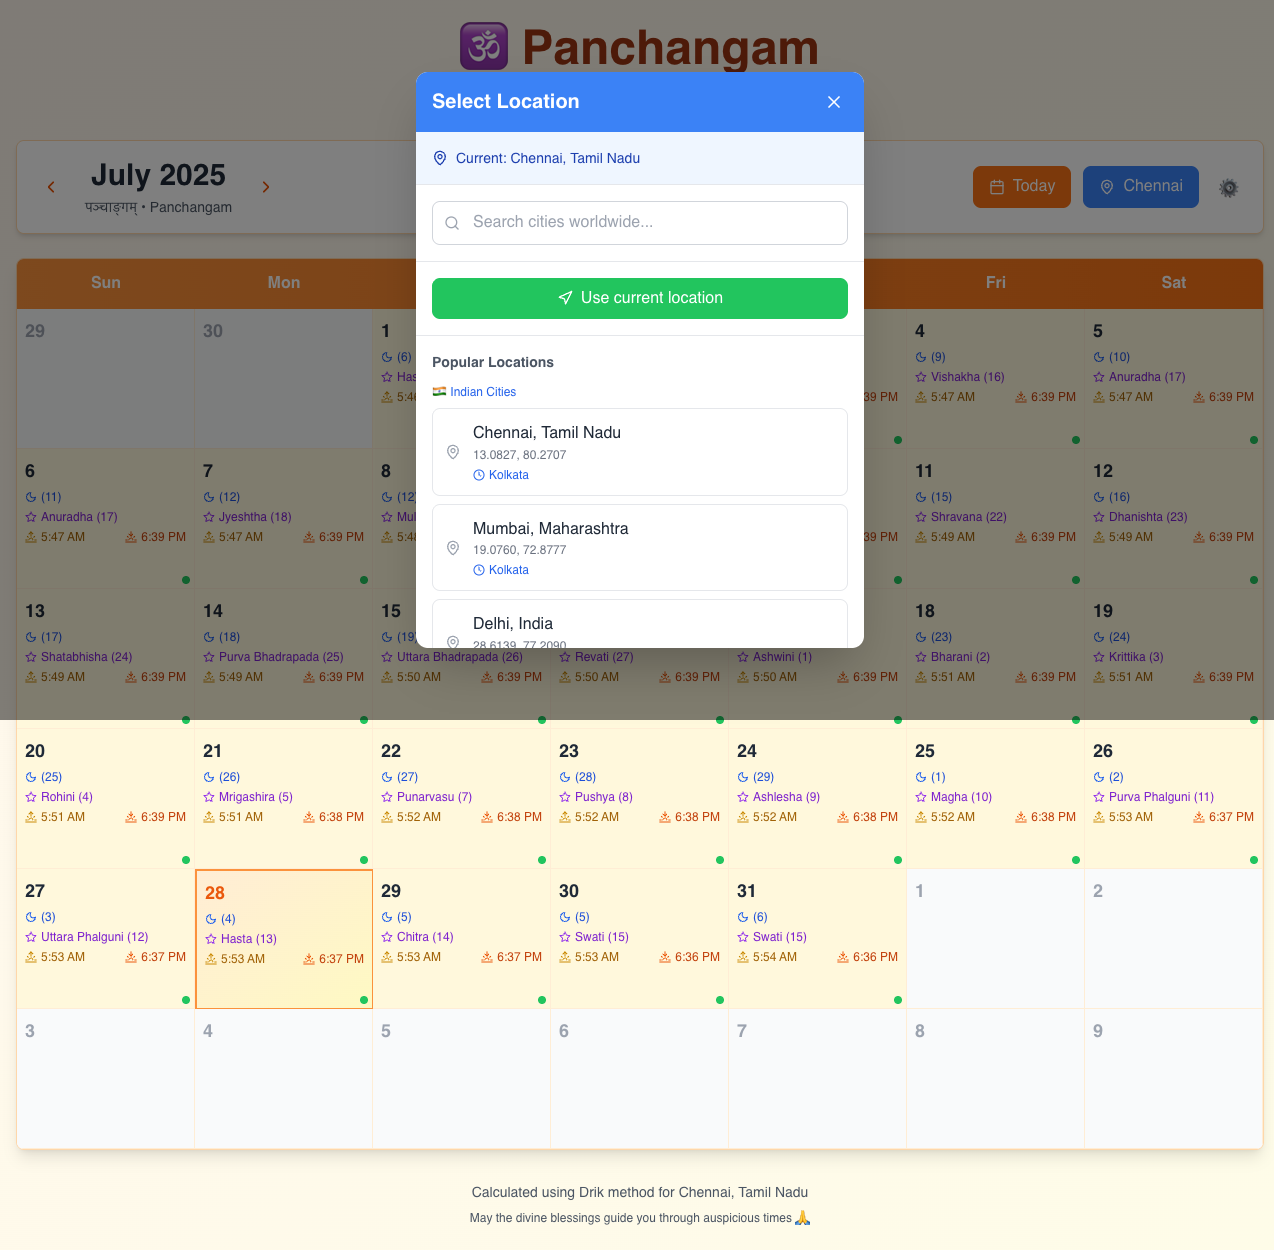 🕉 Panchangam
Select Location
Current: Chennai, Tamil Nadu
Search cities worldwide...
Use current location
Popular Locations
🇮🇳 Indian Cities
Chennai, Tamil Nadu
13.0827, 80.2707
Kolkata
Mumbai, Maharashtra
19.0760, 72.8777
Kolkata
Delhi, India
28.6139, 77.2090
July 2025
पञ्चाङ्गम् • Panchangam
Today
Chennai
Sun Mon Fri Sat
29 30 1 4 5
(6) (9) (10)
Has Vishakha (16) Anuradha (17)
5:46 39 PM 5:47 AM 6:39 PM 5:47 AM 6:39 PM
6 7 8 11 12
(11) (12) (12) (15) (16)
Anuradha (17) Jyeshtha (18) Mul Shravana (22) Dhanishta (23)
5:47 AM 6:39 PM 5:47 AM 6:39 PM 5:48 39 PM 5:49 AM 6:39 PM 5:49 AM 6:39 PM
13 14 15 18 19
(17) (18) (19) (23) (24)
Shatabhisha (24) Purva Bhadrapada (25) Uttara Bhadrapada (26) Revati (27) Ashwini (1) Bharani (2) Krittika (3)
5:49 AM 6:39 PM 5:49 AM 6:39 PM 5:50 AM 6:39 PM 5:50 AM 6:39 PM 5:50 AM 6:39 PM 5:51 AM 6:39 PM 5:51 AM 6:39 PM
20 21 22 23 24 25 26
(25) (26) (27) (28) (29) (1) (2)
Rohini (4) Mrigashira (5) Punarvasu (7) Pushya (8) Ashlesha (9) Magha (10) Purva Phalguni (11)
5:51 AM 6:39 PM 5:51 AM 6:38 PM 5:52 AM 6:38 PM 5:52 AM 6:38 PM 5:52 AM 6:38 PM 5:52 AM 6:38 PM 5:53 AM 6:37 PM
27 28 29 30 31 1 2
(3) (4) (5) (5) (6)
Uttara Phalguni (12) Hasta (13) Chitra (14) Swati (15) Swati (15)
5:53 AM 6:37 PM 5:53 AM 6:37 PM 5:53 AM 6:37 PM 5:53 AM 6:36 PM 5:54 AM 6:36 PM
3 4 5 6 7 8 9
Calculated using Drik method for Chennai, Tamil Nadu
May the divine blessings guide you through auspicious times 🙏